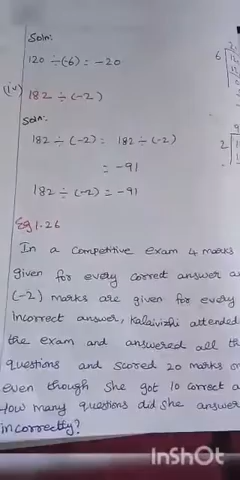 Soln:
120 ÷(-6) = -20
(iv) 182 ÷ (-2)
Soln:
182 ÷ (-2) = 182 ÷ (-2)
= -91
182 ÷ (-2) = -91
Eg 1.26
In a Competitive exam 4 marks
given for every correct answer
(-2) marks are given for every
Incorrect answer, Kalaivizhi attended
the exam and answered all the
questions and scored 20 marks
even though she got 10 correct
How many questions did she answer
incorrectly?
6
2
InShOt